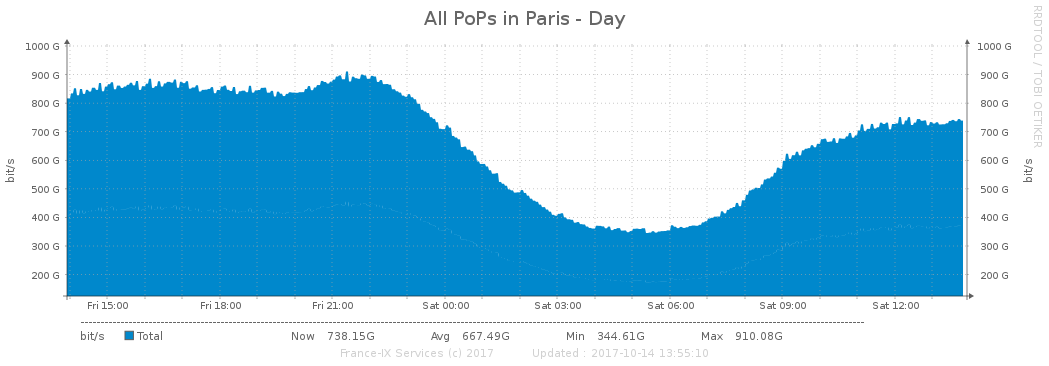 All PoPs in Paris - Day
RRDTOOL / TOBI OETIKER
1000 G 1000 G
900 G 900 G
800 G 800 G
700 G 700 G
600 G 600 G
500 G 500 G
400 G 400 G
300 G 300 G
200 G 200 G
bit/s bit/s
Fri 15:00 Fri 18:00 Fri 21:00 Sat 00:00 Sat 03:00 Sat 06:00 Sat 09:00 Sat 12:00
bit/s Total Now 738.15G Avg 667.49G Min 344.61G Max 910.08G
France-IX Services (c) 2017 Updated : 2017-10-14 13:55:10